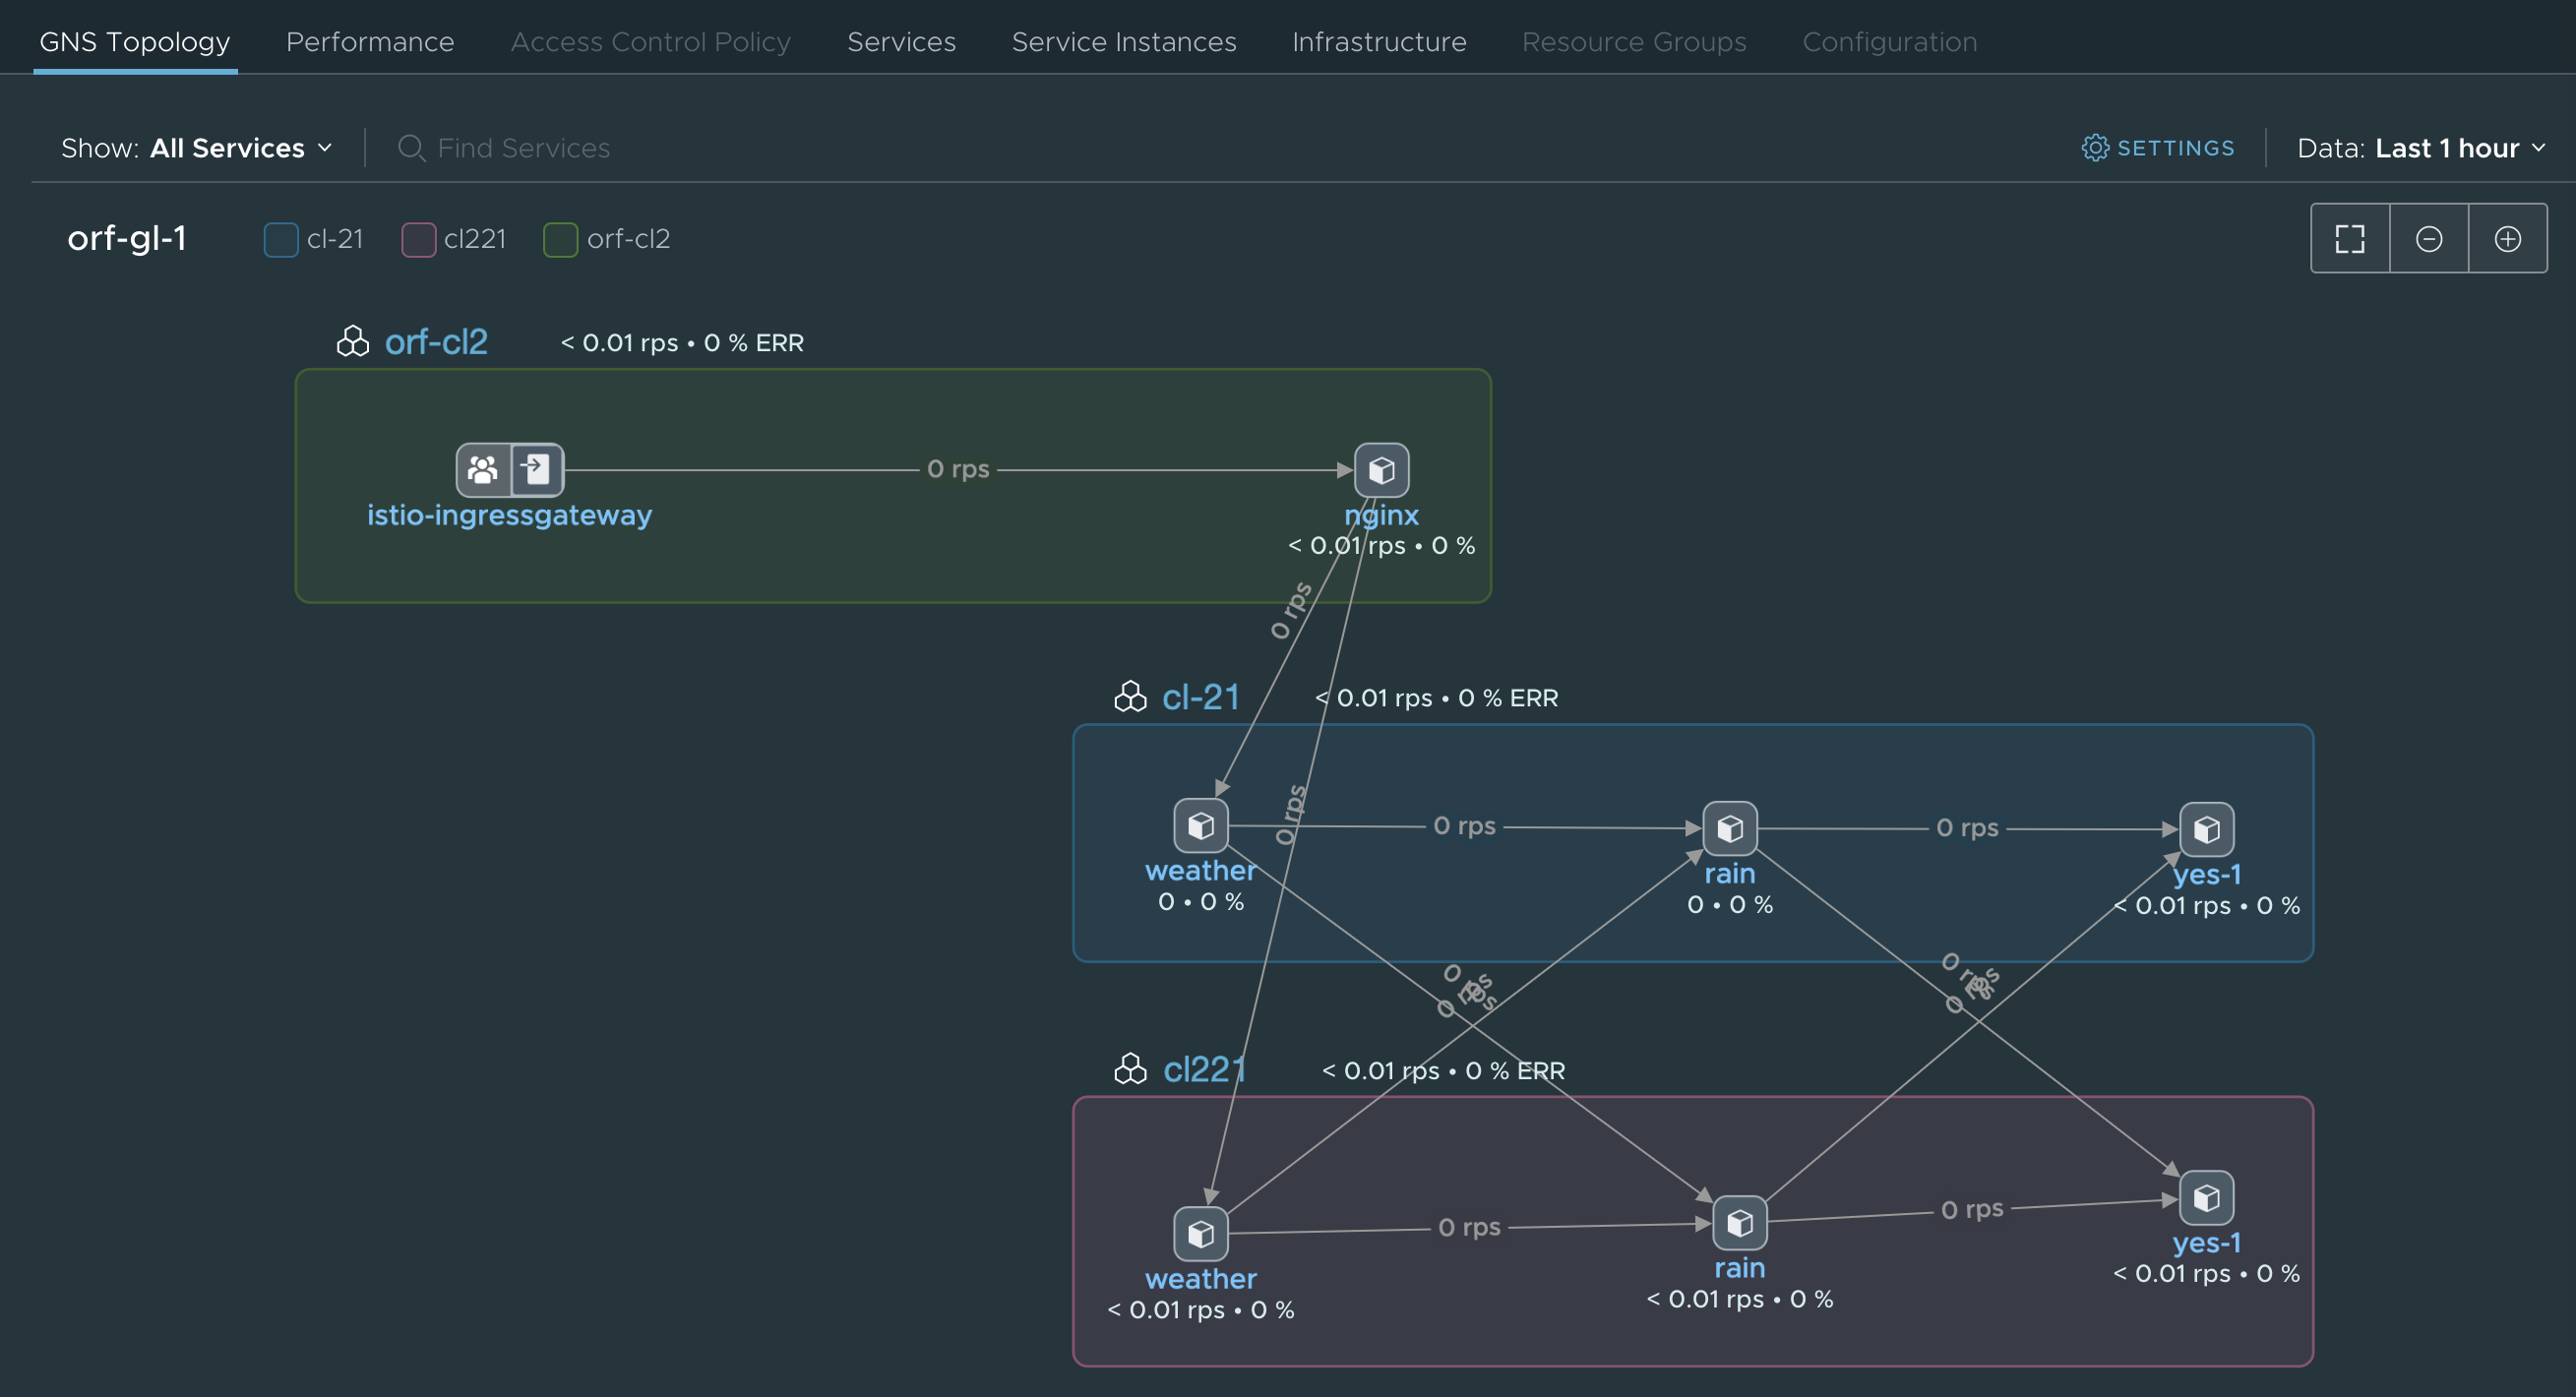 GNS Topology Performance Access Control Policy Services Service Instances Infrastructure Resource Groups Configuration
Show: All Services Find Services SETTINGS Data: Last 1 hour
orf-gl-1 cl-21 cl221 orf-cl2
orf-cl2 < 0.01 rps • 0 % ERR
0 rps
istio-ingressgateway nginx
< 0.01 rps • 0 %
0 rps
cl-21 < 0.01 rps • 0 % ERR
0 rps
0 rps 0 rps
weather rain yes-1
0 • 0 % 0 • 0 % < 0.01 rps • 0 %
0 rps 0 rps
0 rps 0 rps
cl221 < 0.01 rps • 0 % ERR
0 rps 0 rps
yes-1
weather rain < 0.01 rps • 0 %
< 0.01 rps • 0 % < 0.01 rps • 0 %